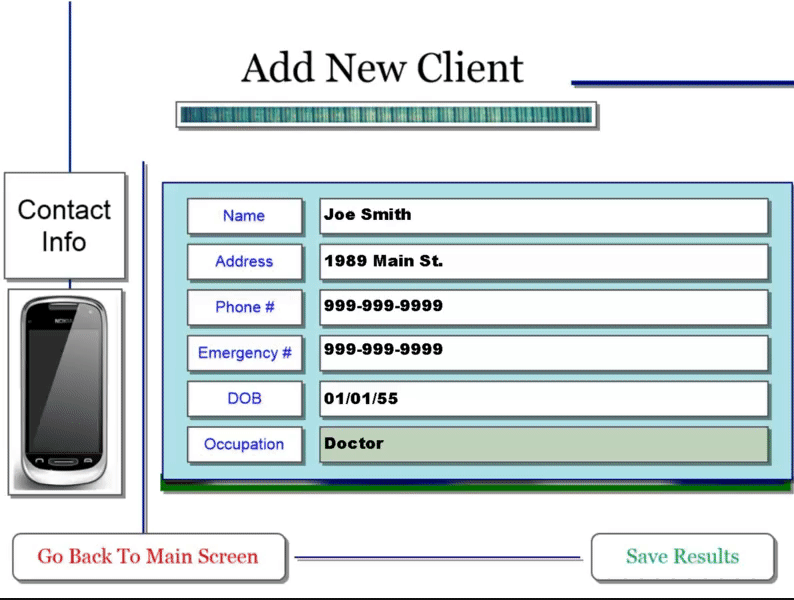 Add New Client
Contact
Info
NOKIA
Name
Joe Smith
Address
1989 Main St.
Phone #
999-999-9999
Emergency #
999-999-9999
DOB
01/01/55
Occupation
Doctor
Go Back To Main Screen
Save Results